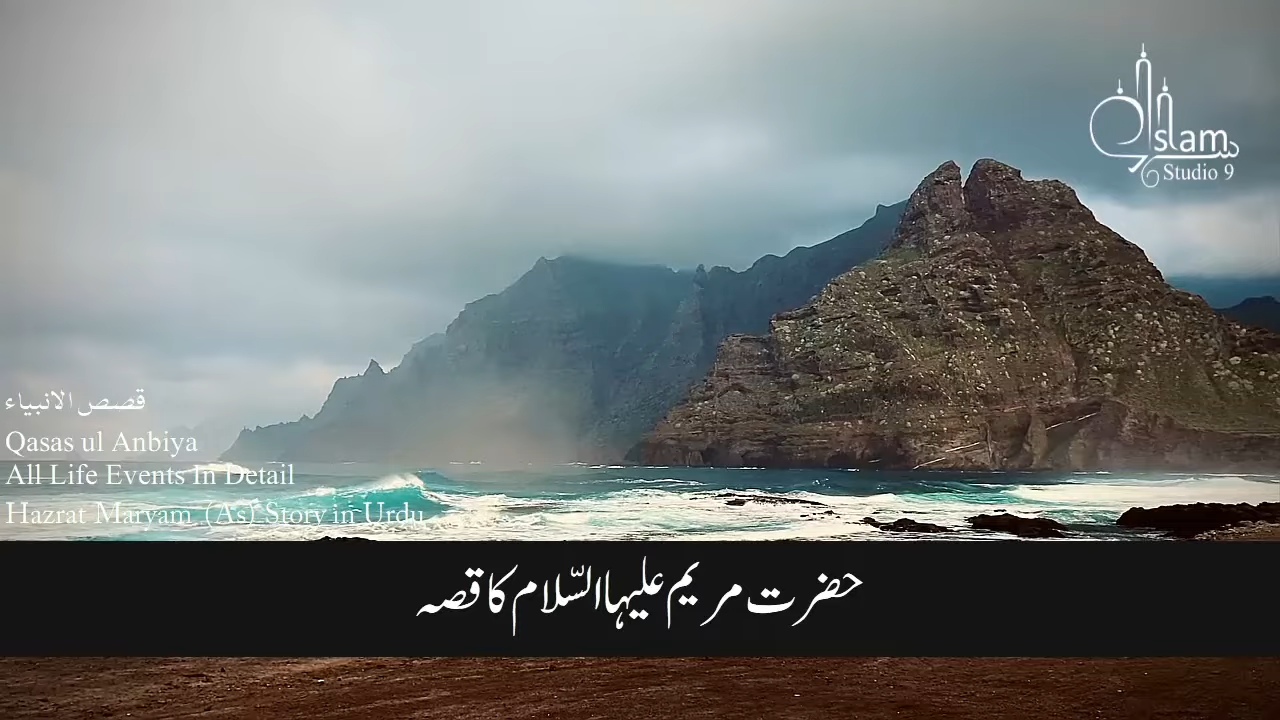 Islam
Studio 9
قصص الانبیاء
Qasas ul Anbiya
All Life Events In Detail
Hazrat Maryam (As) Story in Urdu
حضرت مریم علیہا السّلام کا قصہ